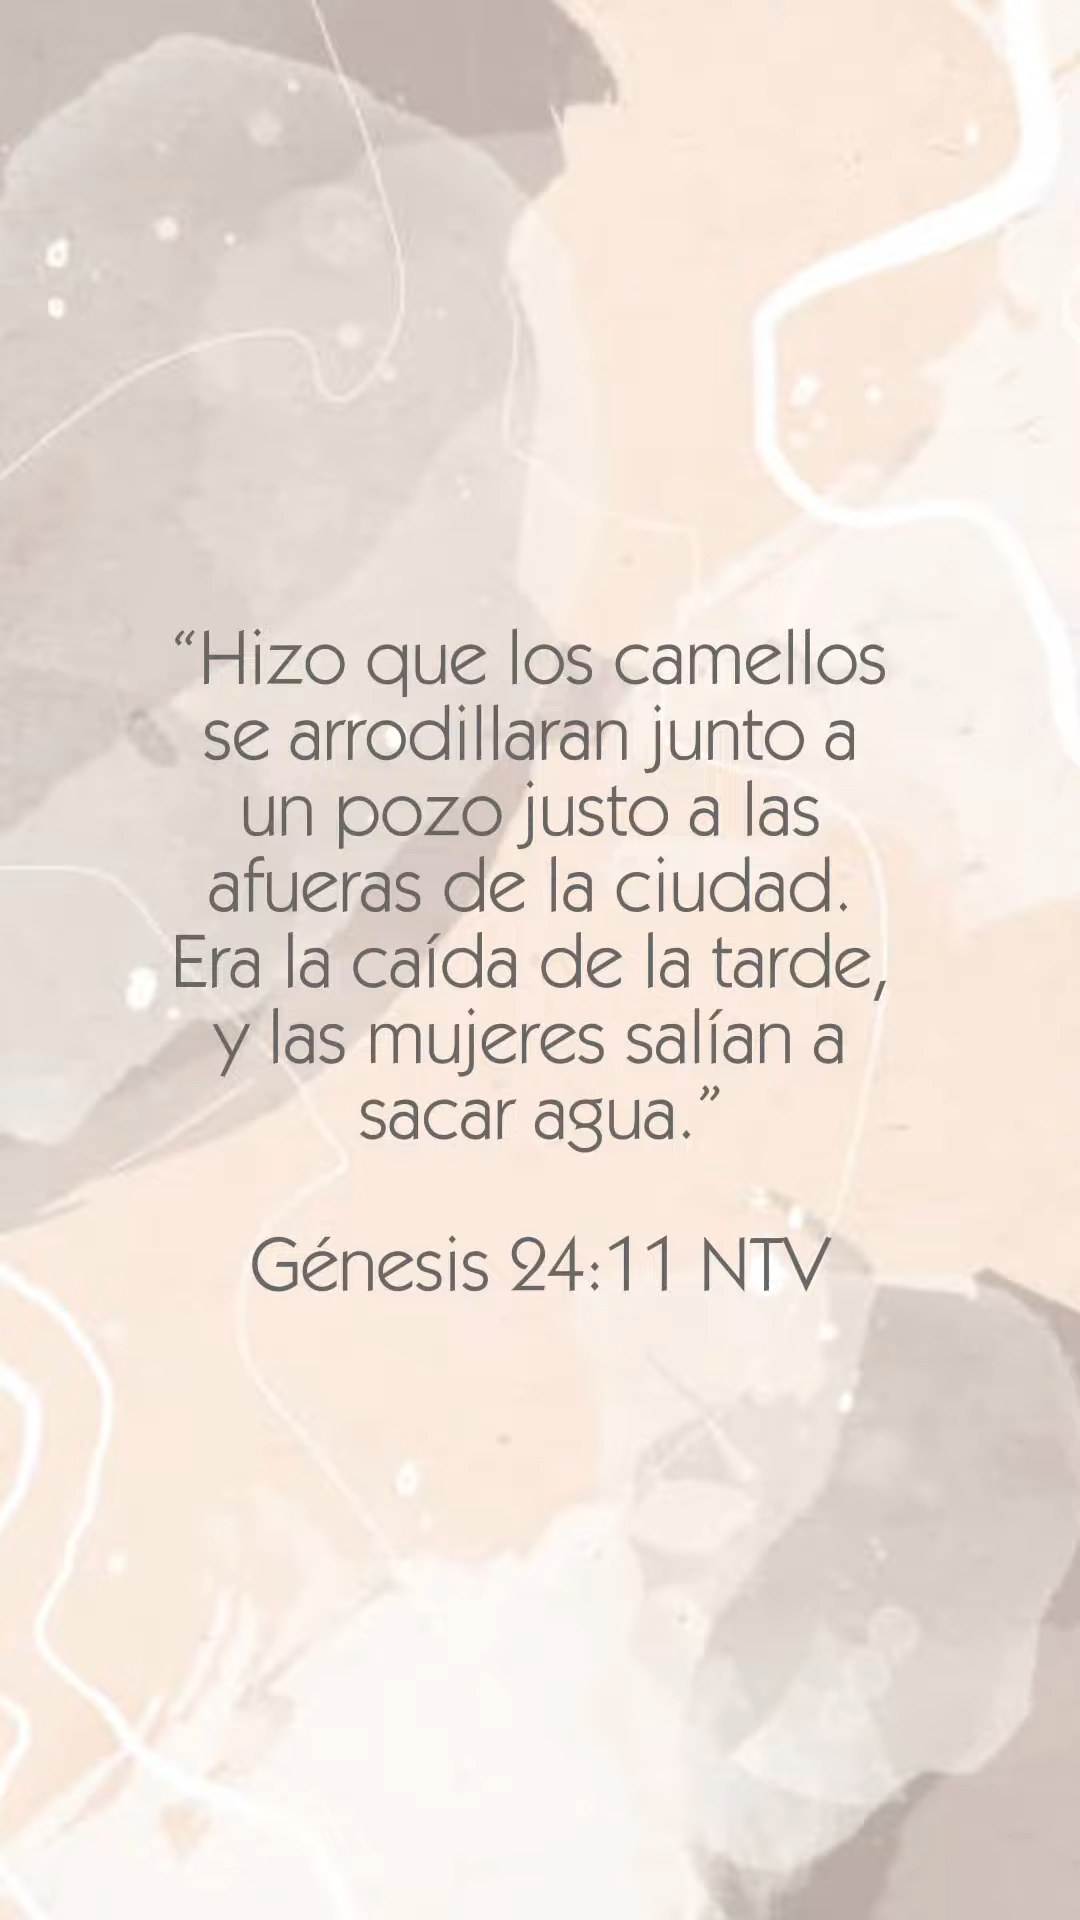 “Hizo que los camellos
se arrodillaran junto a
un pozo justo a las
afueras de la ciudad.
Era la caída de la tarde,
y las mujeres salían a
sacar agua.”
Génesis 24:11 NTV